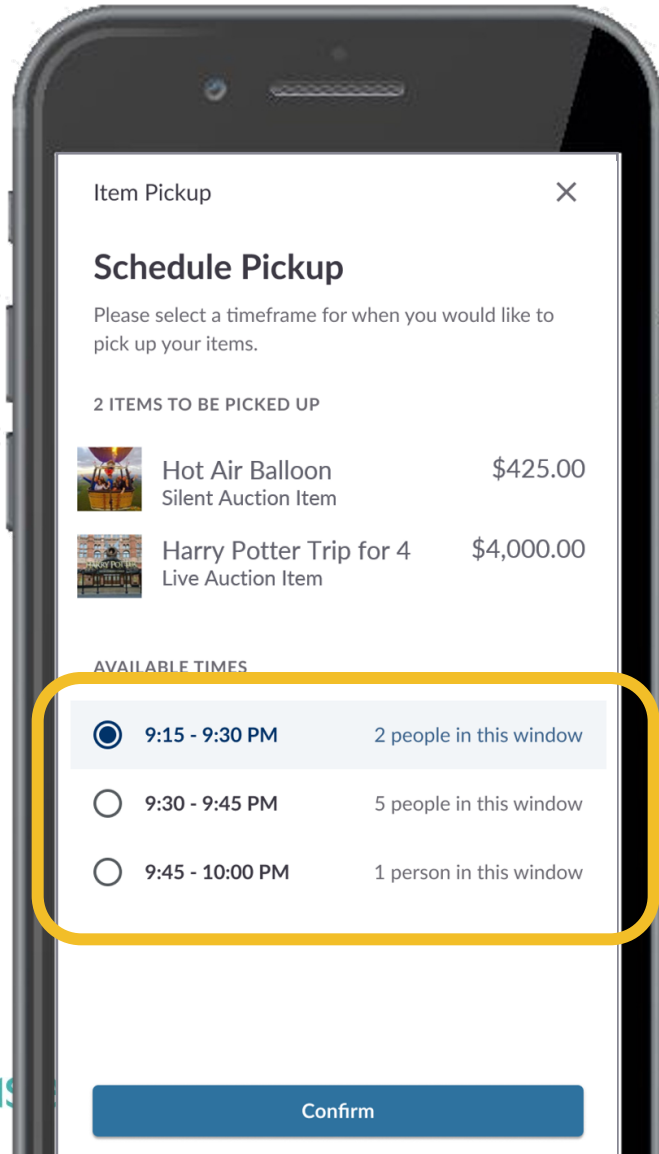 Item Pickup
Schedule Pickup
Please select a timeframe for when you would like to
pick up your items.
2 ITEMS TO BE PICKED UP
Hot Air Balloon $425.00
Silent Auction Item
HARRY POTTER
Harry Potter Trip for 4 $4,000.00
Live Auction Item
AVAILABLE TIMES
9:15 - 9:30 PM 2 people in this window
9:30 - 9:45 PM 5 people in this window
9:45 - 10:00 PM 1 person in this window
Confirm